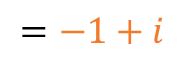 = −1 + i